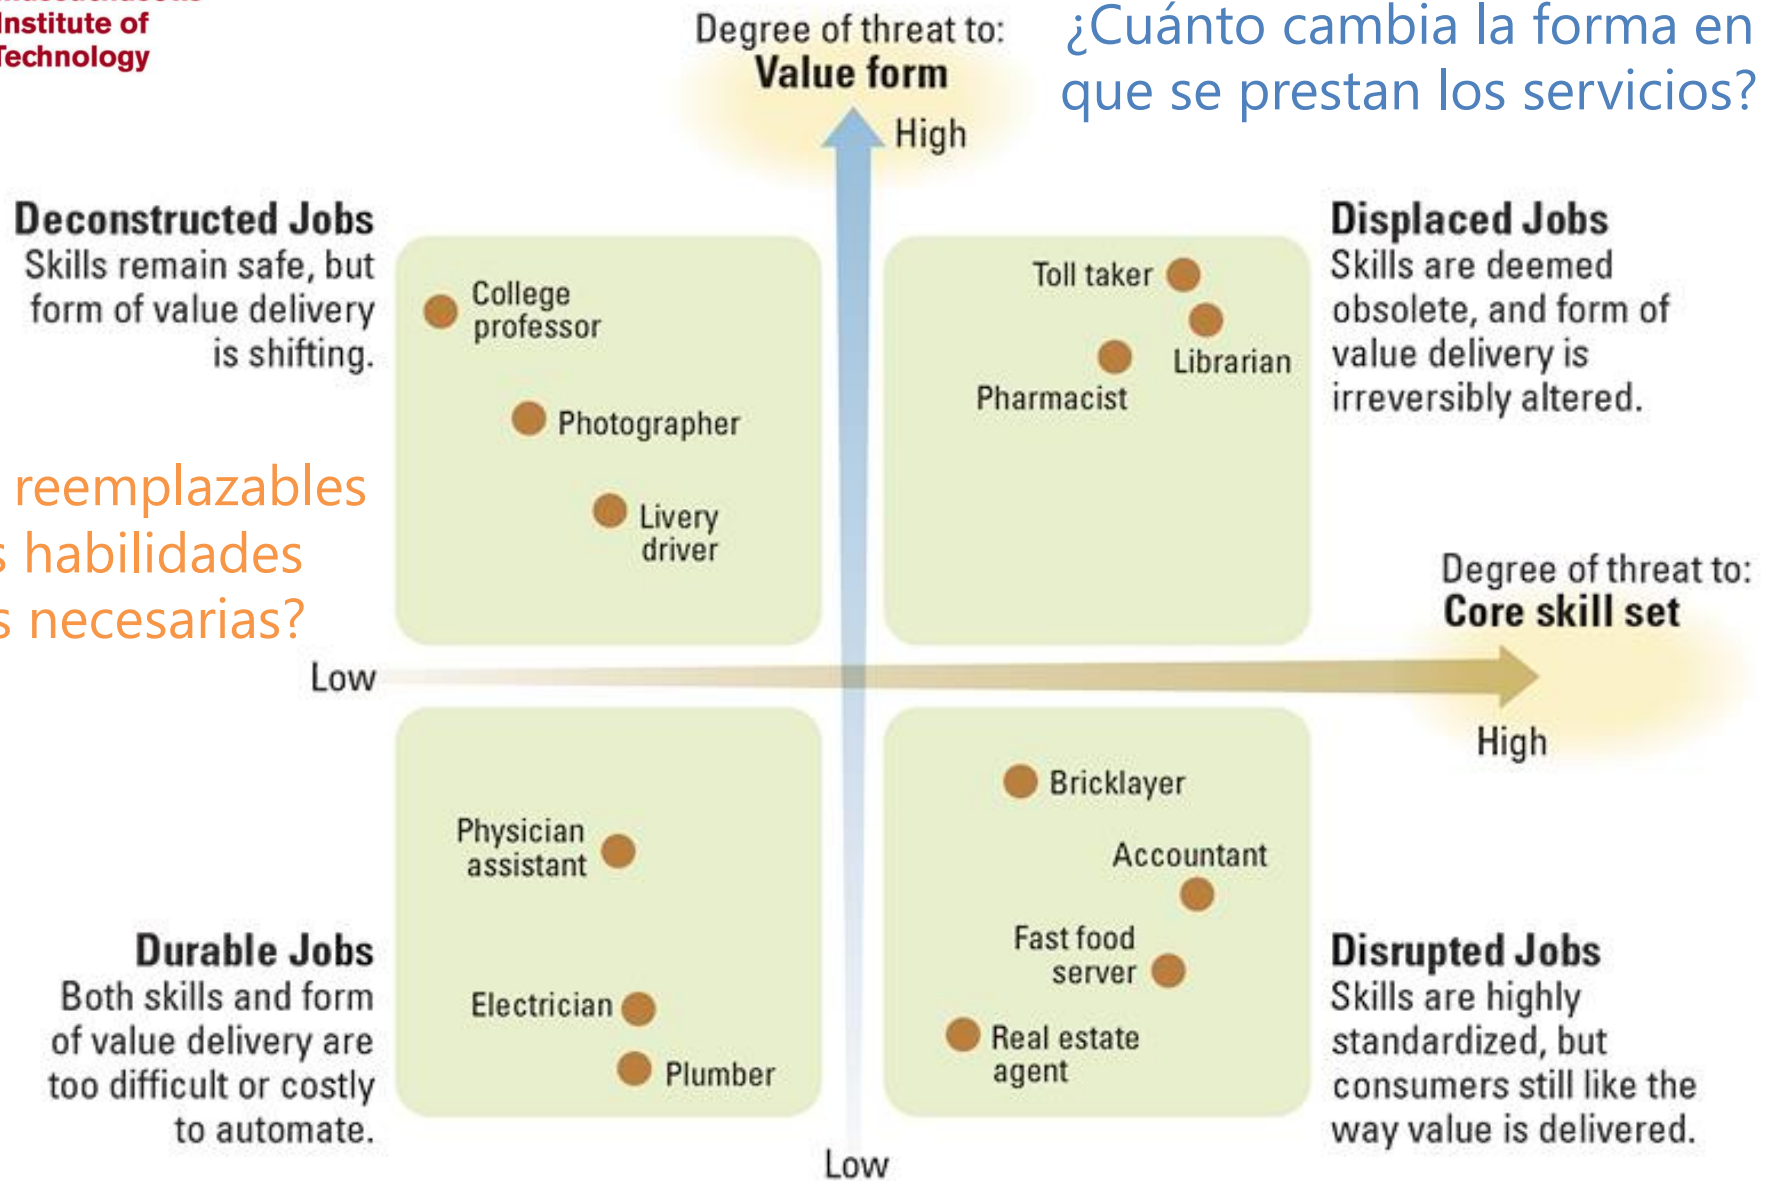 Institute of
Technology
Degree of threat to:
Value form
High
¿Cuánto cambia la forma en
que se prestan los servicios?
Deconstructed Jobs
Skills remain safe, but
form of value delivery
is shifting.
College
professor
Photographer
Livery
driver
Displaced Jobs
Skills are deemed
obsolete, and form of
value delivery is
irreversibly altered.
Toll taker
Librarian
Pharmacist
reemplazables
habilidades
necesarias?
Degree of threat to:
Core skill set
Low
High
Physician
assistant
Electrician
Plumber
Durable Jobs
Both skills and form
of value delivery are
too difficult or costly
to automate.
Bricklayer
Accountant
Fast food
server
Real estate
agent
Disrupted Jobs
Skills are highly
standardized, but
consumers still like the
way value is delivered.
Low